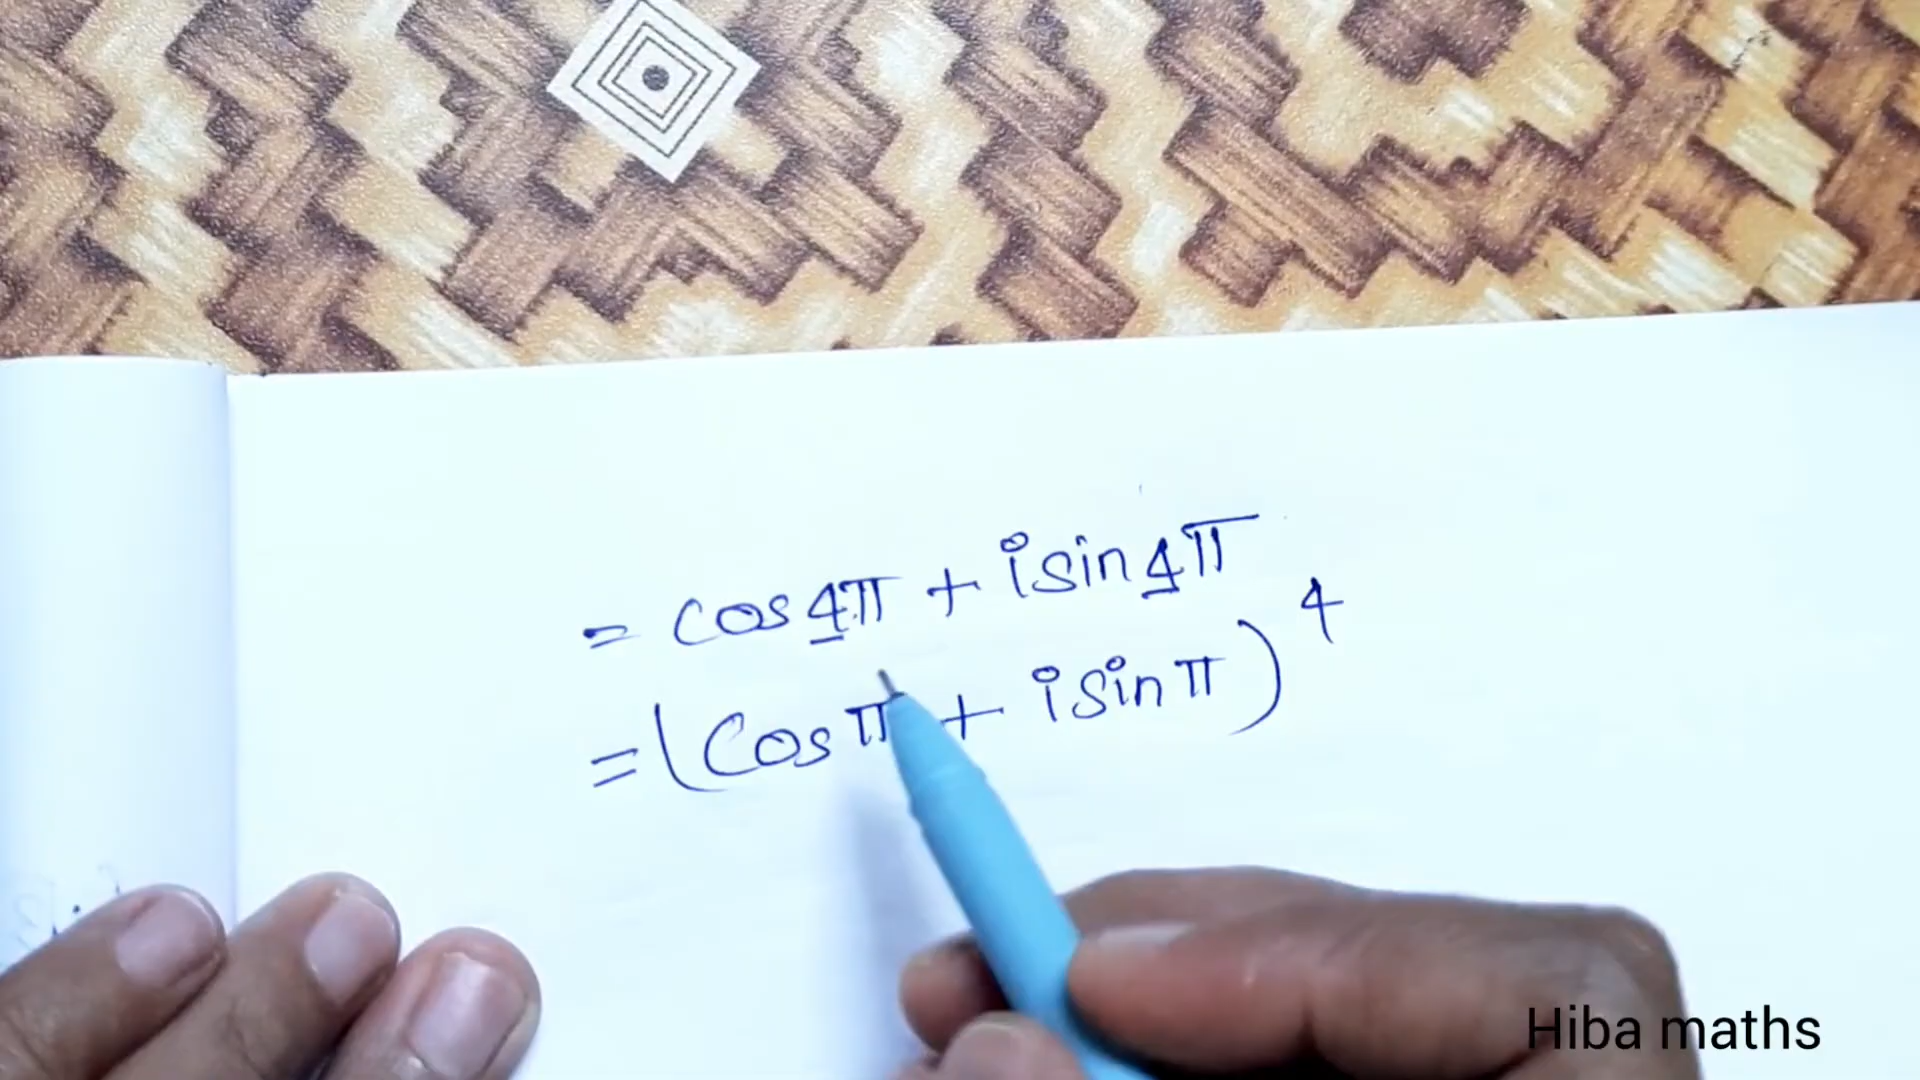 = cos 4π + i sin 4π
= (cos π + i sin π)⁴
Hiba maths